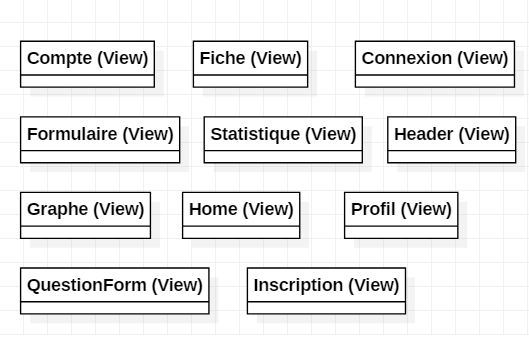 Compte (View) Fiche (View) Connexion (View)
Formulaire (View) Statistique (View) Header (View)
Graphe (View) Home (View) Profil (View)
QuestionForm (View) Inscription (View)